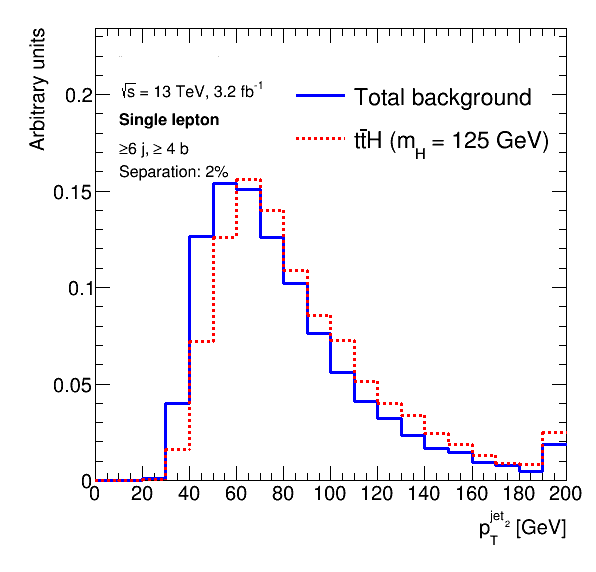 Arbitrary units
√s = 13 TeV, 3.2 fb⁻¹
Single lepton
≥6 j, ≥ 4 b
Separation: 2%
Total background
tt̄H (m_H = 125 GeV)
0.2
0.15
0.1
0.05
0
0 20 40 60 80 100 120 140 160 180 200
p_T^{jet_2} [GeV]